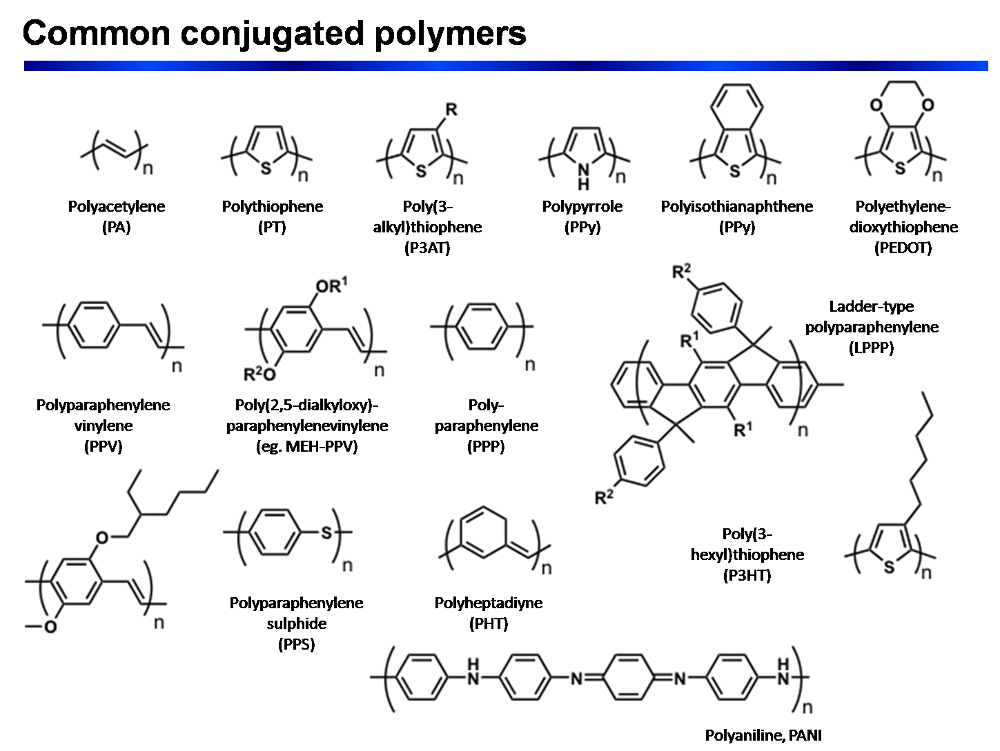 Common conjugated polymers
n
Polyacetylene
(PA)
S
n
Polythiophene
(PT)
R
S
n
Poly(3-
alkyl)thiophene
(P3AT)
N
H
n
Polypyrrole
(PPy)
S
n
Polyisothianaphthene
(PPy)
O O
S
n
Polyethylene-
dioxythiophene
(PEDOT)
n
Polyparaphenylene
vinylene
(PPV)
OR¹
R²O
n
Poly(2,5-dialkyloxy)-
paraphenylenevinylene
(eg. MEH-PPV)
n
Poly-
paraphenylene
(PPP)
R²
R¹
R¹
n
R²
Ladder-type
polyparaphenylene
(LPPP)
O
O
n
S
n
Polyparaphenylene
sulphide
(PPS)
n
Polyheptadiyne
(PHT)
Poly(3-
hexyl)thiophene
(P3HT)
S
n
H H
N N N N
n
Polyaniline, PANI